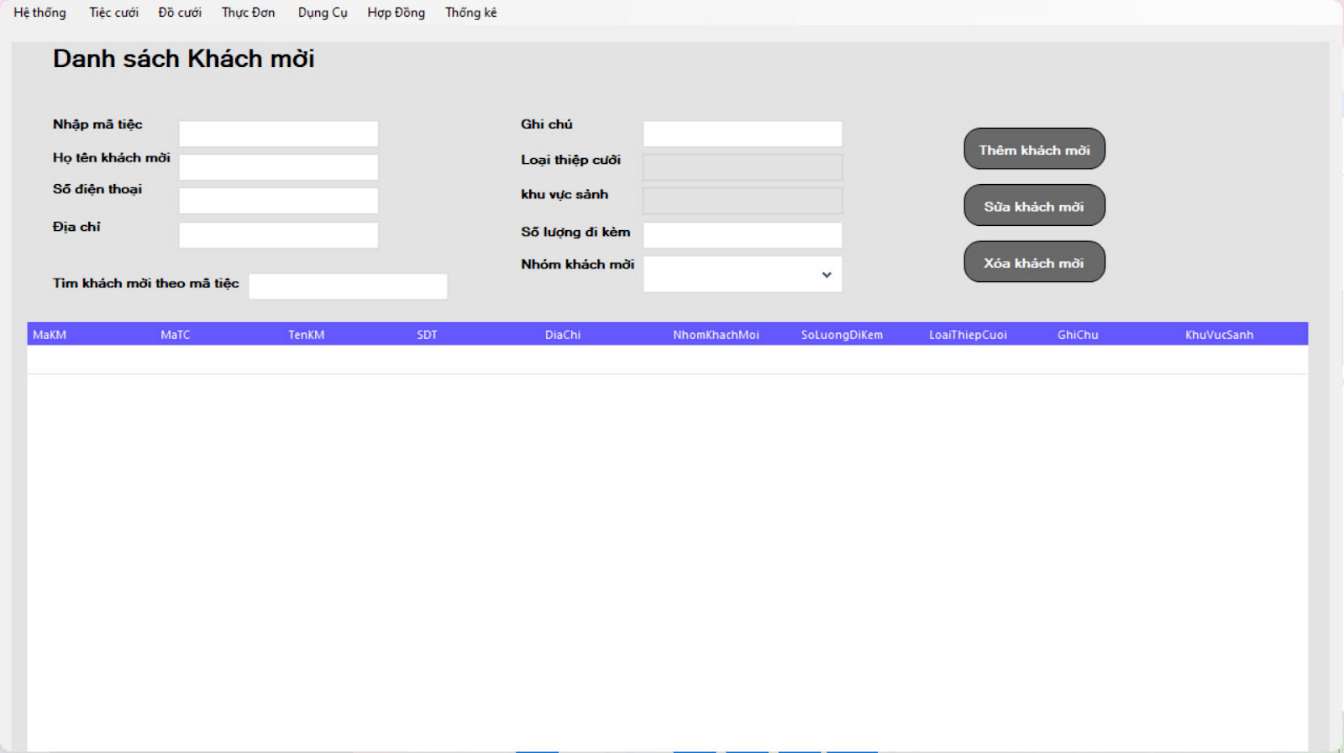 Hệ thống Tiệc cưới Đồ cưới Thực Đơn Dụng Cụ Hợp Đồng Thống kê
Danh sách Khách mời
Nhập mã tiệc
Họ tên khách mời
Số điện thoại
Địa chỉ
Tìm khách mời theo mã tiệc
Ghi chú
Loại thiệp cưới
khu vực sảnh
Số lượng đi kèm
Nhóm khách mời
Thêm khách mời
Sửa khách mời
Xóa khách mời
MaKM MaTC TenKM SDT DiaChi NhomKhachMoi SoLuongDiKem LoaiThiepCuoi GhiChu KhuVucSanh